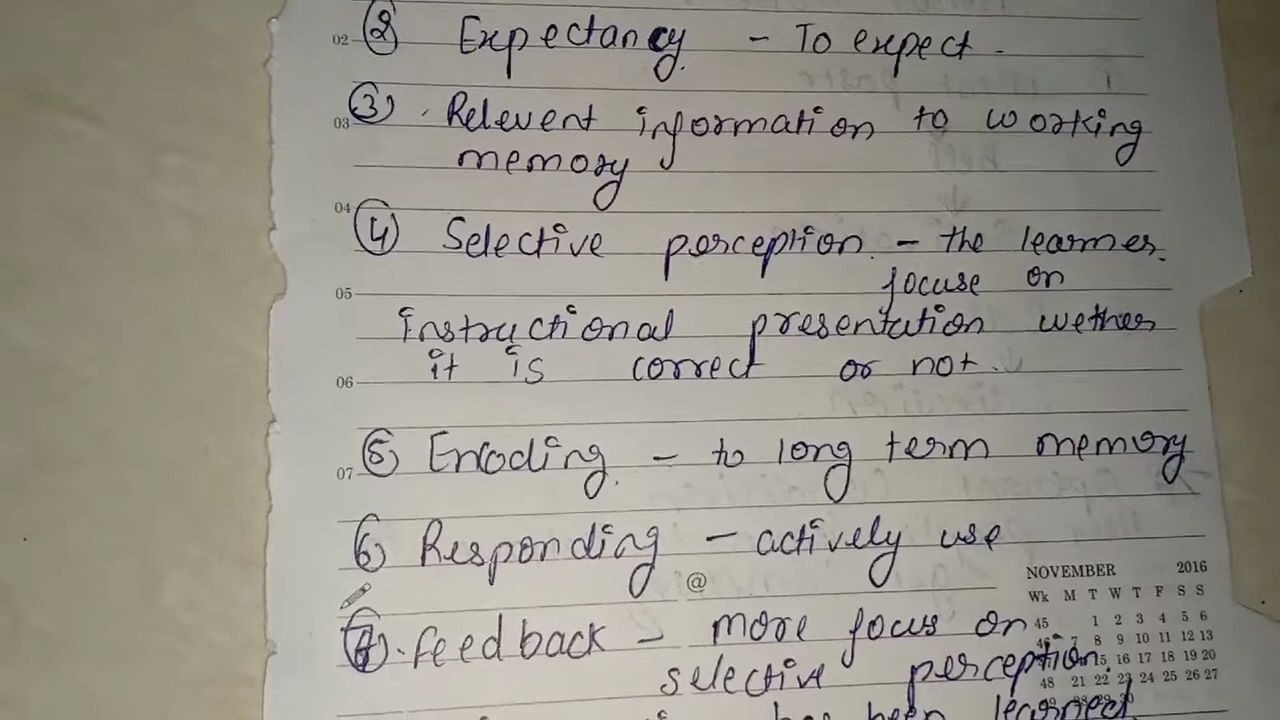 02 ② Expectancy. - To expect.
03 ③ . Relevent information to working
memory
04
④ Selective perception. - the learner.
focuse on
05
instructional presentation wether
it is correct or not.
06
07 ⑤ Encoding. - to long term memory
⑥ Responding - actively use
@
NOVEMBER 2016
Wk M T W T F S S
45 1 2 3 4 5 6
⑦. feedback - more focus on
46 7 8 9 10 11 12 13
15 16 17 18 19 20
selective perception.
48 21 22 23 24 25 26 27
has been learned